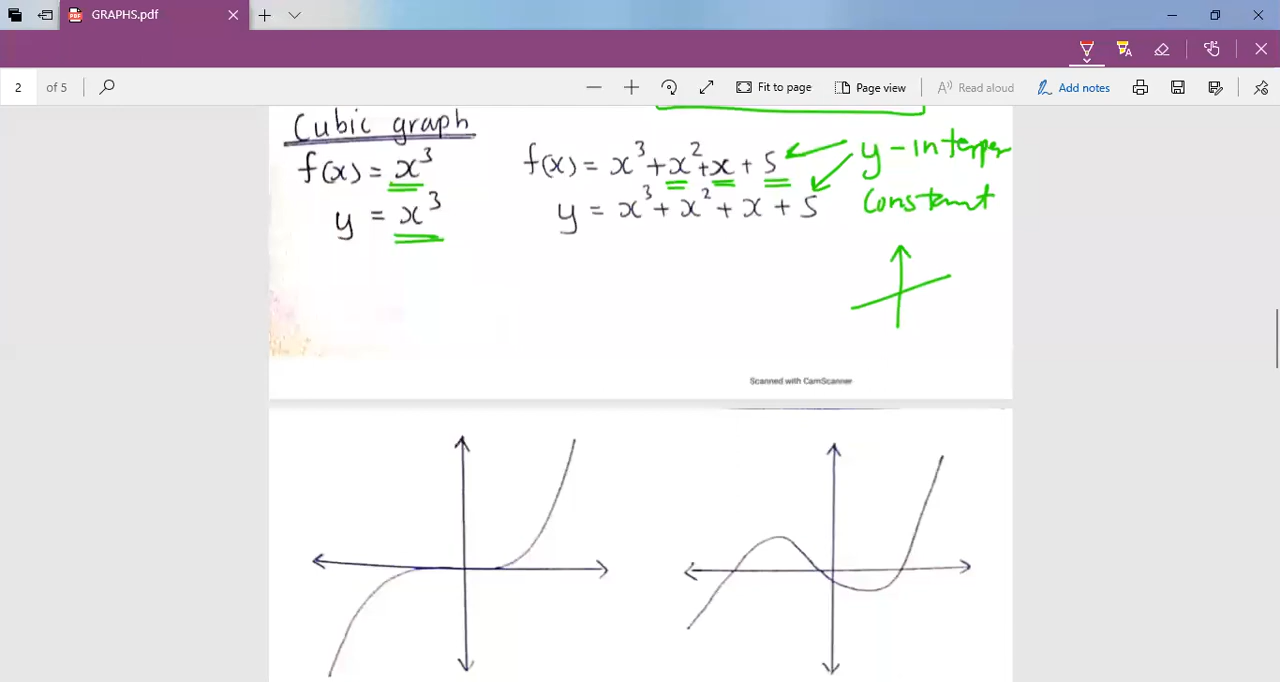 GRAPHS.pdf
2 of 5
Fit to page
Page view
Read aloud
Add notes
Cubic graph
f(x) = x³
y = x³
f(x) = x³ + x² + x + 5
y = x³ + x² + x + 5
y-interper
constant
Scanned with CamScanner